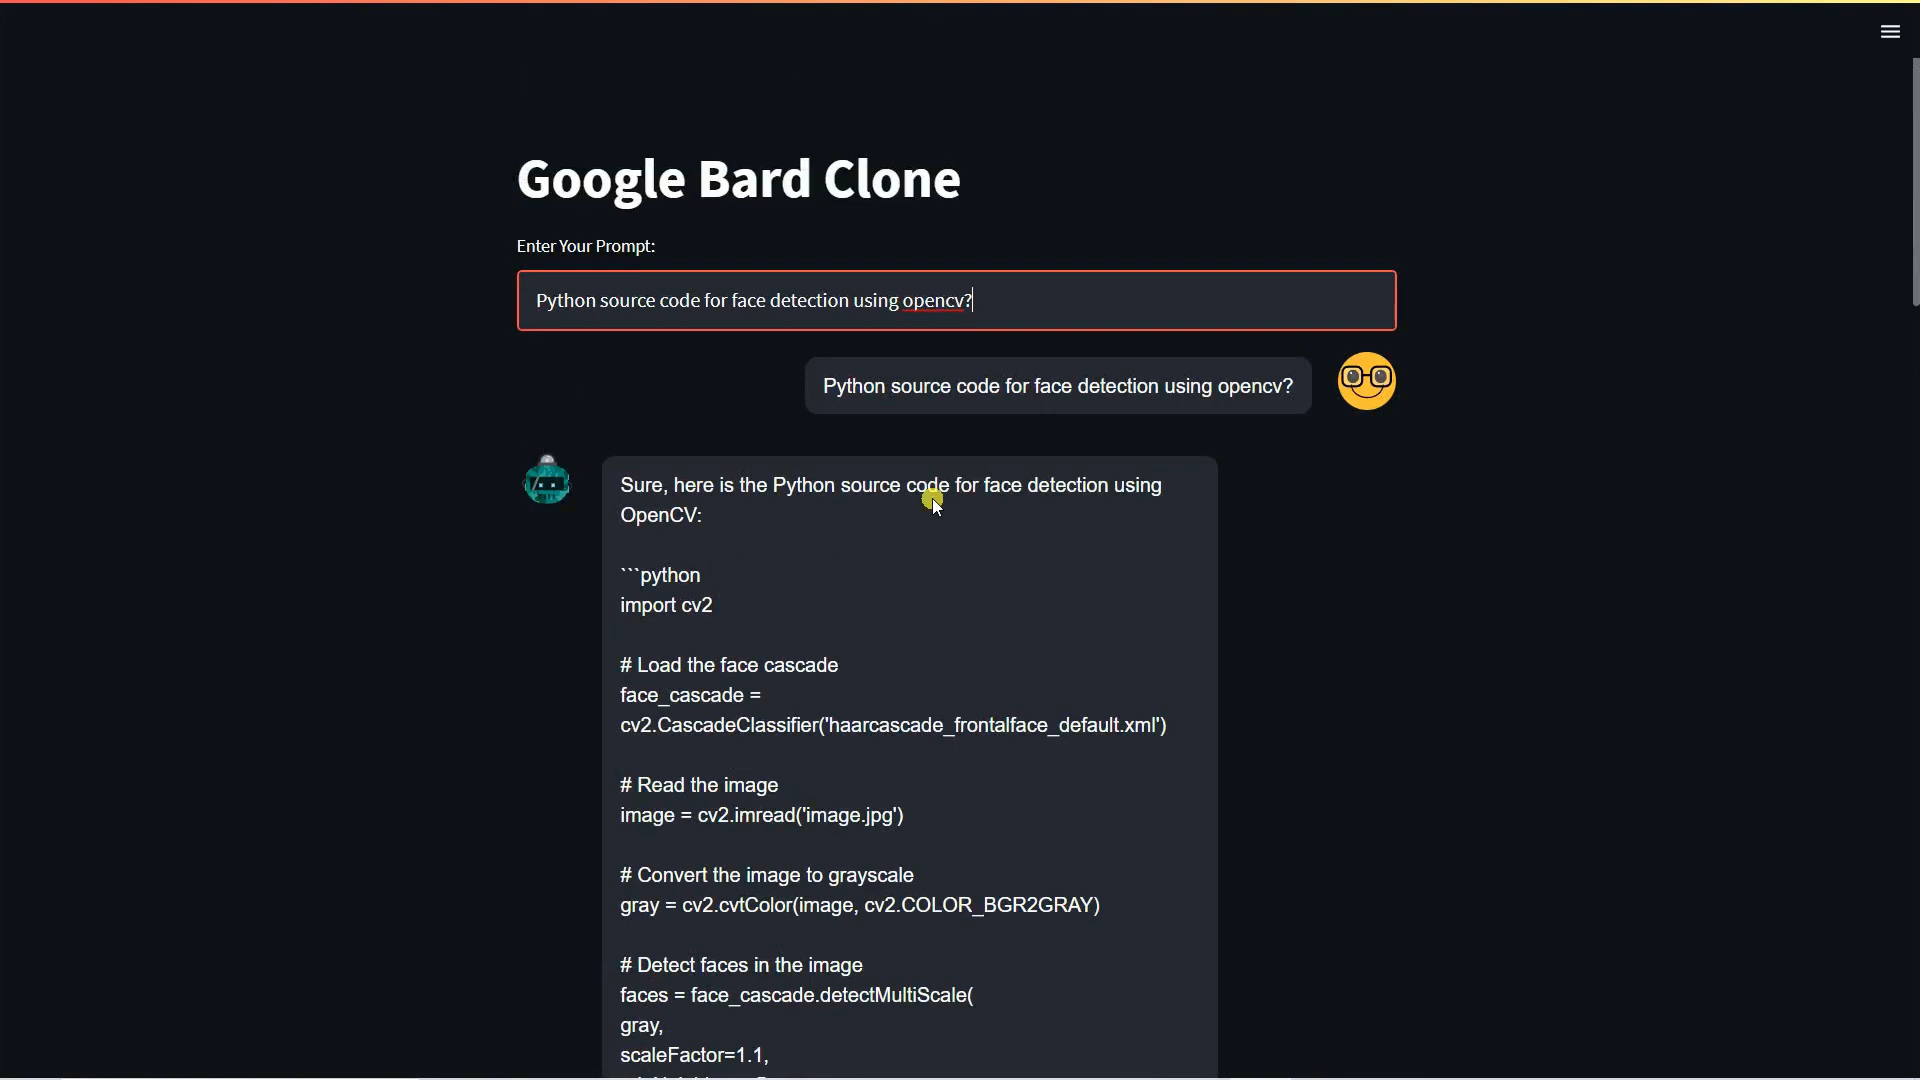 Google Bard Clone
Enter Your Prompt:
Python source code for face detection using opencv?
Python source code for face detection using opencv?
Sure, here is the Python source code for face detection using
OpenCV:
```python
import cv2
# Load the face cascade
face_cascade =
cv2.CascadeClassifier('haarcascade_frontalface_default.xml')
# Read the image
image = cv2.imread('image.jpg')
# Convert the image to grayscale
gray = cv2.cvtColor(image, cv2.COLOR_BGR2GRAY)
# Detect faces in the image
faces = face_cascade.detectMultiScale(
gray,
scaleFactor=1.1,